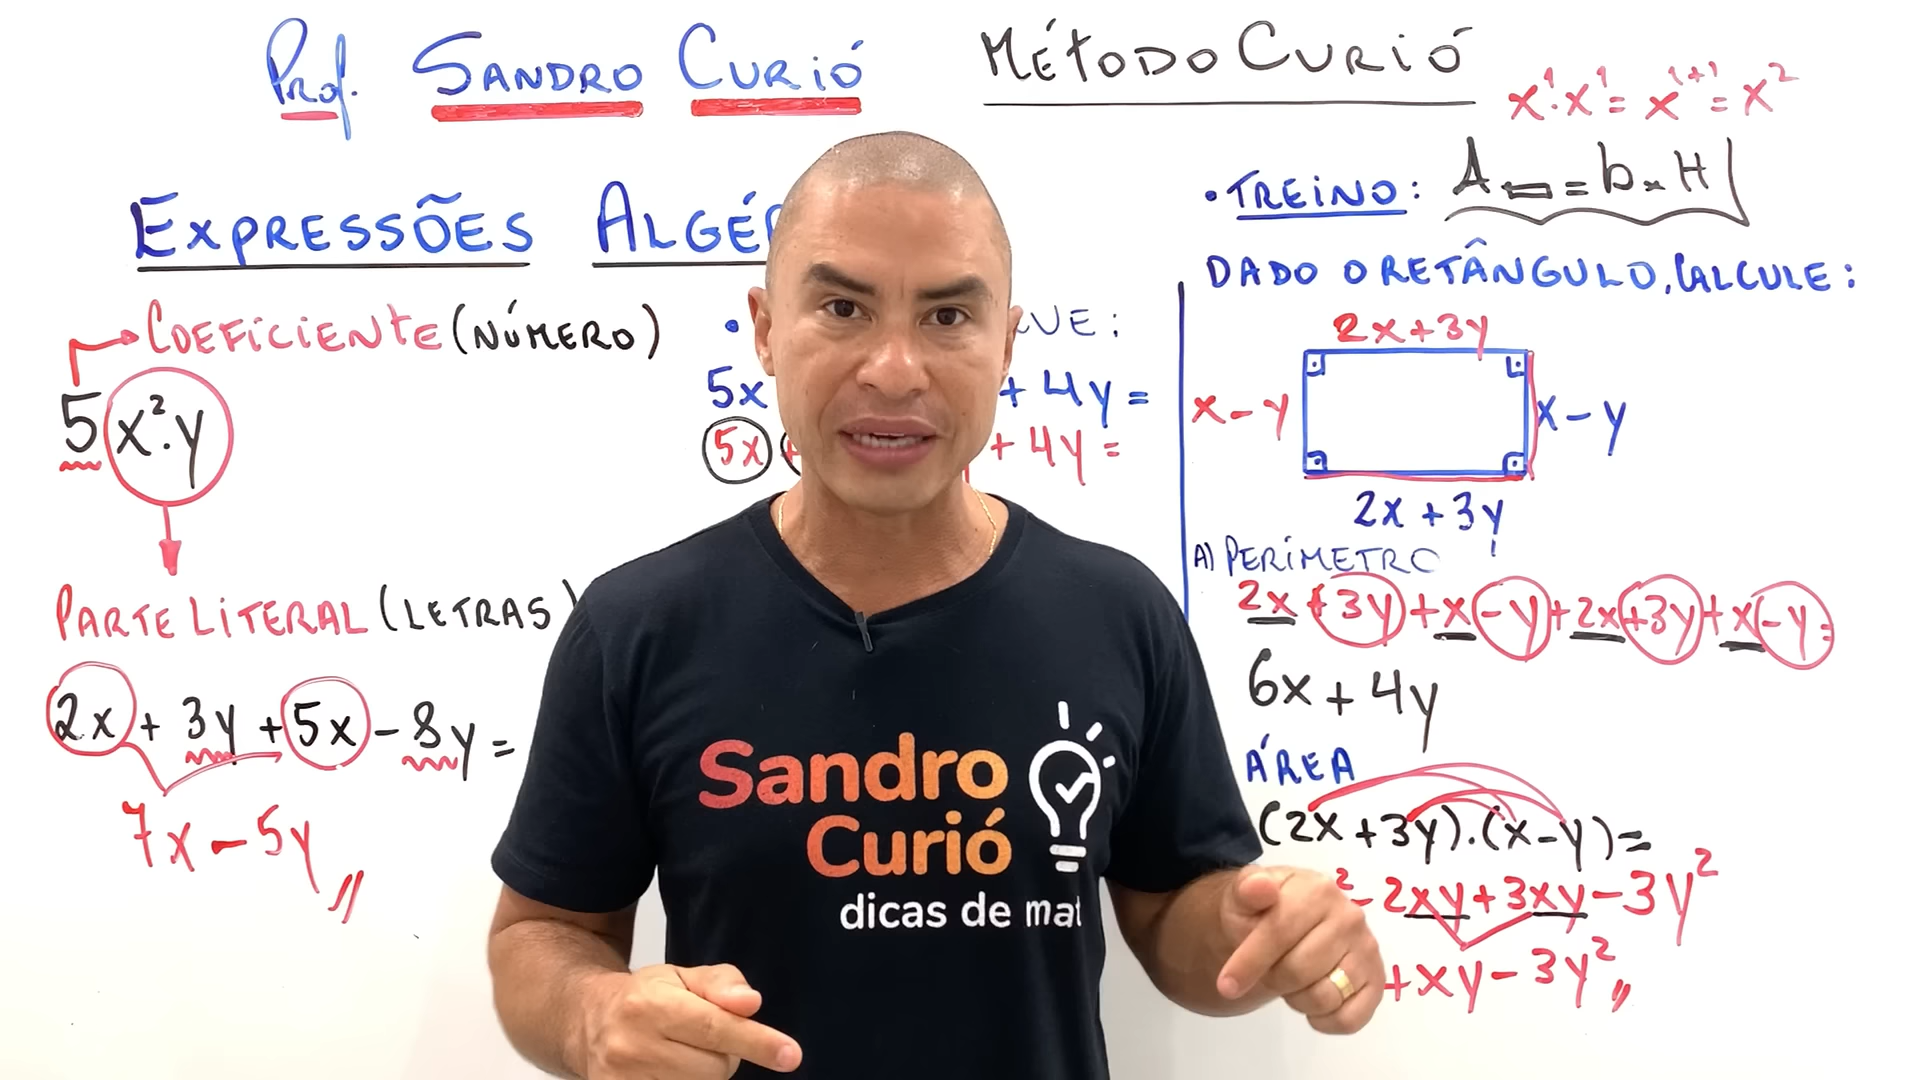 Prof. SANDRO CURIÓ
MÉTODO CURIÓ
x¹·x¹= x¹⁺¹= x²
EXPRESSÕES ALGÉ
COEFICIENTE (NÚMERO)
5x²·y
PARTE LITERAL (LETRAS
2x + 3y + 5x - 8y =
7x - 5y
5x + 4y =
5x + 4y =
• TREINO: A▭ = b x H
DADO O RETÂNGULO, CALCULE:
2x+3y
x - y
x - y
2x + 3y
A) PERÍMETRO
2x+3y+x-y+2x+3y+x-y=
6x + 4y
ÁREA
(2x+3y).(x-y)=
² - 2xy + 3xy - 3y²
+ xy - 3y²
Sandro
Curió
dicas de mat